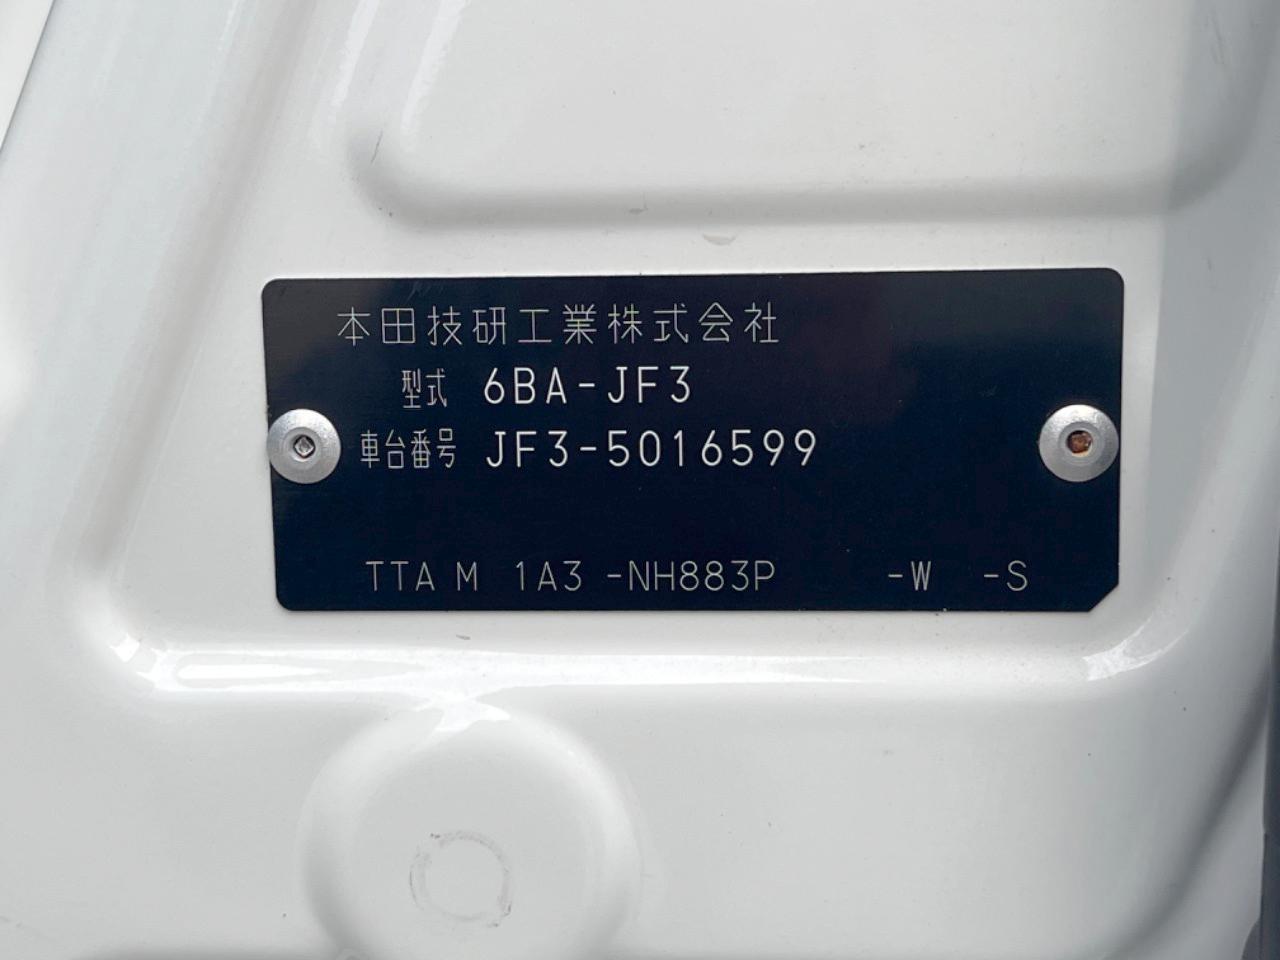 本田技研工業株式会社
型式 6BA-JF3
車台番号 JF3-5016599
TTA M 1A3 -NH883P -W -S